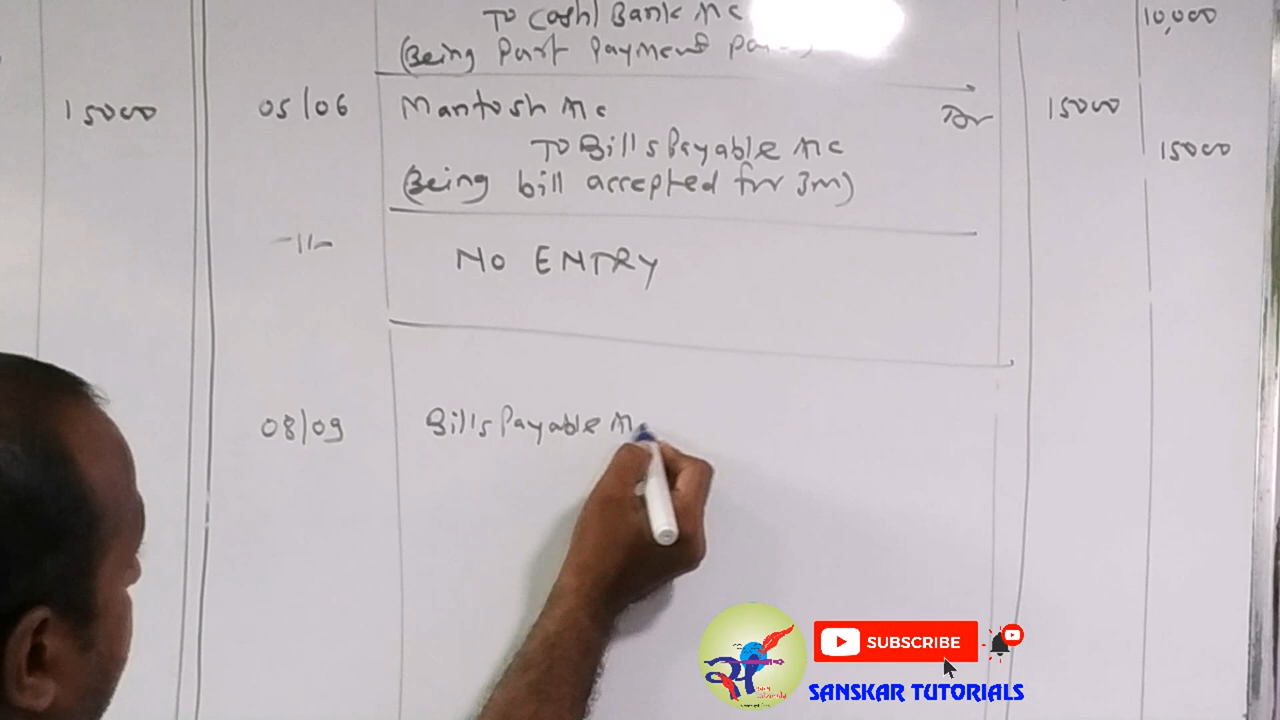 To Cash/Bank A/c
10,000
(Being Part Payment
15000 05/06 Mantosh A/c Dr 15000
To Bills Payable A/c 15000
(Being bill accepted for 3m)
-11- NO ENTRY
08/09 Bills Payable A
SUBSCRIBE
SANSKAR TUTORIALS